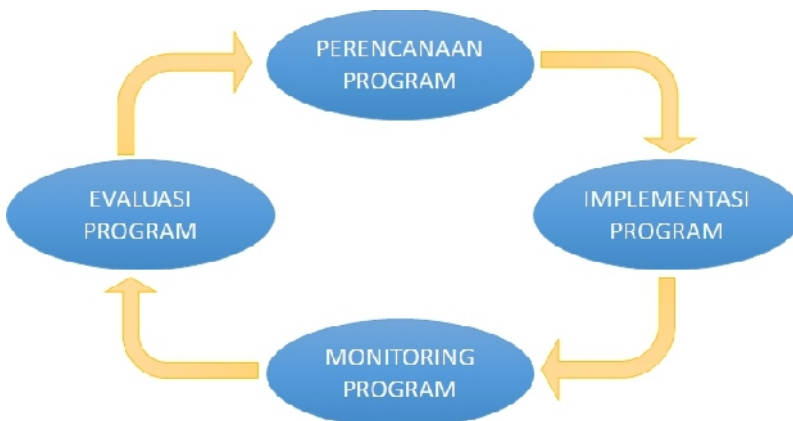 PERENCANAAN
PROGRAM
EVALUASI
PROGRAM
IMPLEMENTASI
PROGRAM
MONITORING
PROGRAM